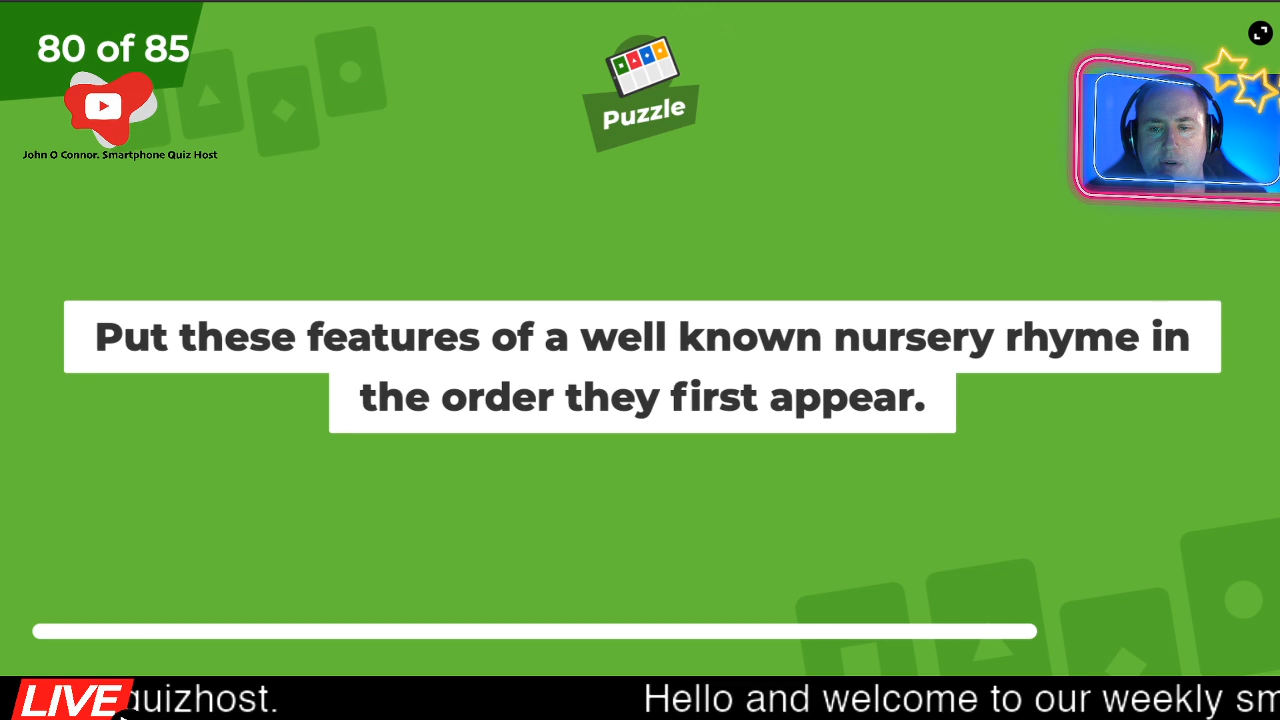 80 of 85
Puzzle
John O Connor. Smartphone Quiz Host
Put these features of a well known nursery rhyme in
the order they first appear.
LIVE
quizhost.
Hello and welcome to our weekly sm